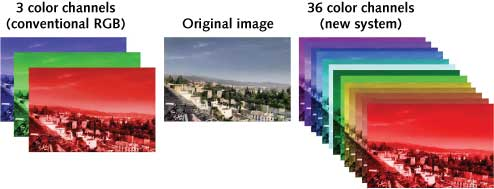 3 color channels
(conventional RGB)
Original image
36 color channels
(new system)